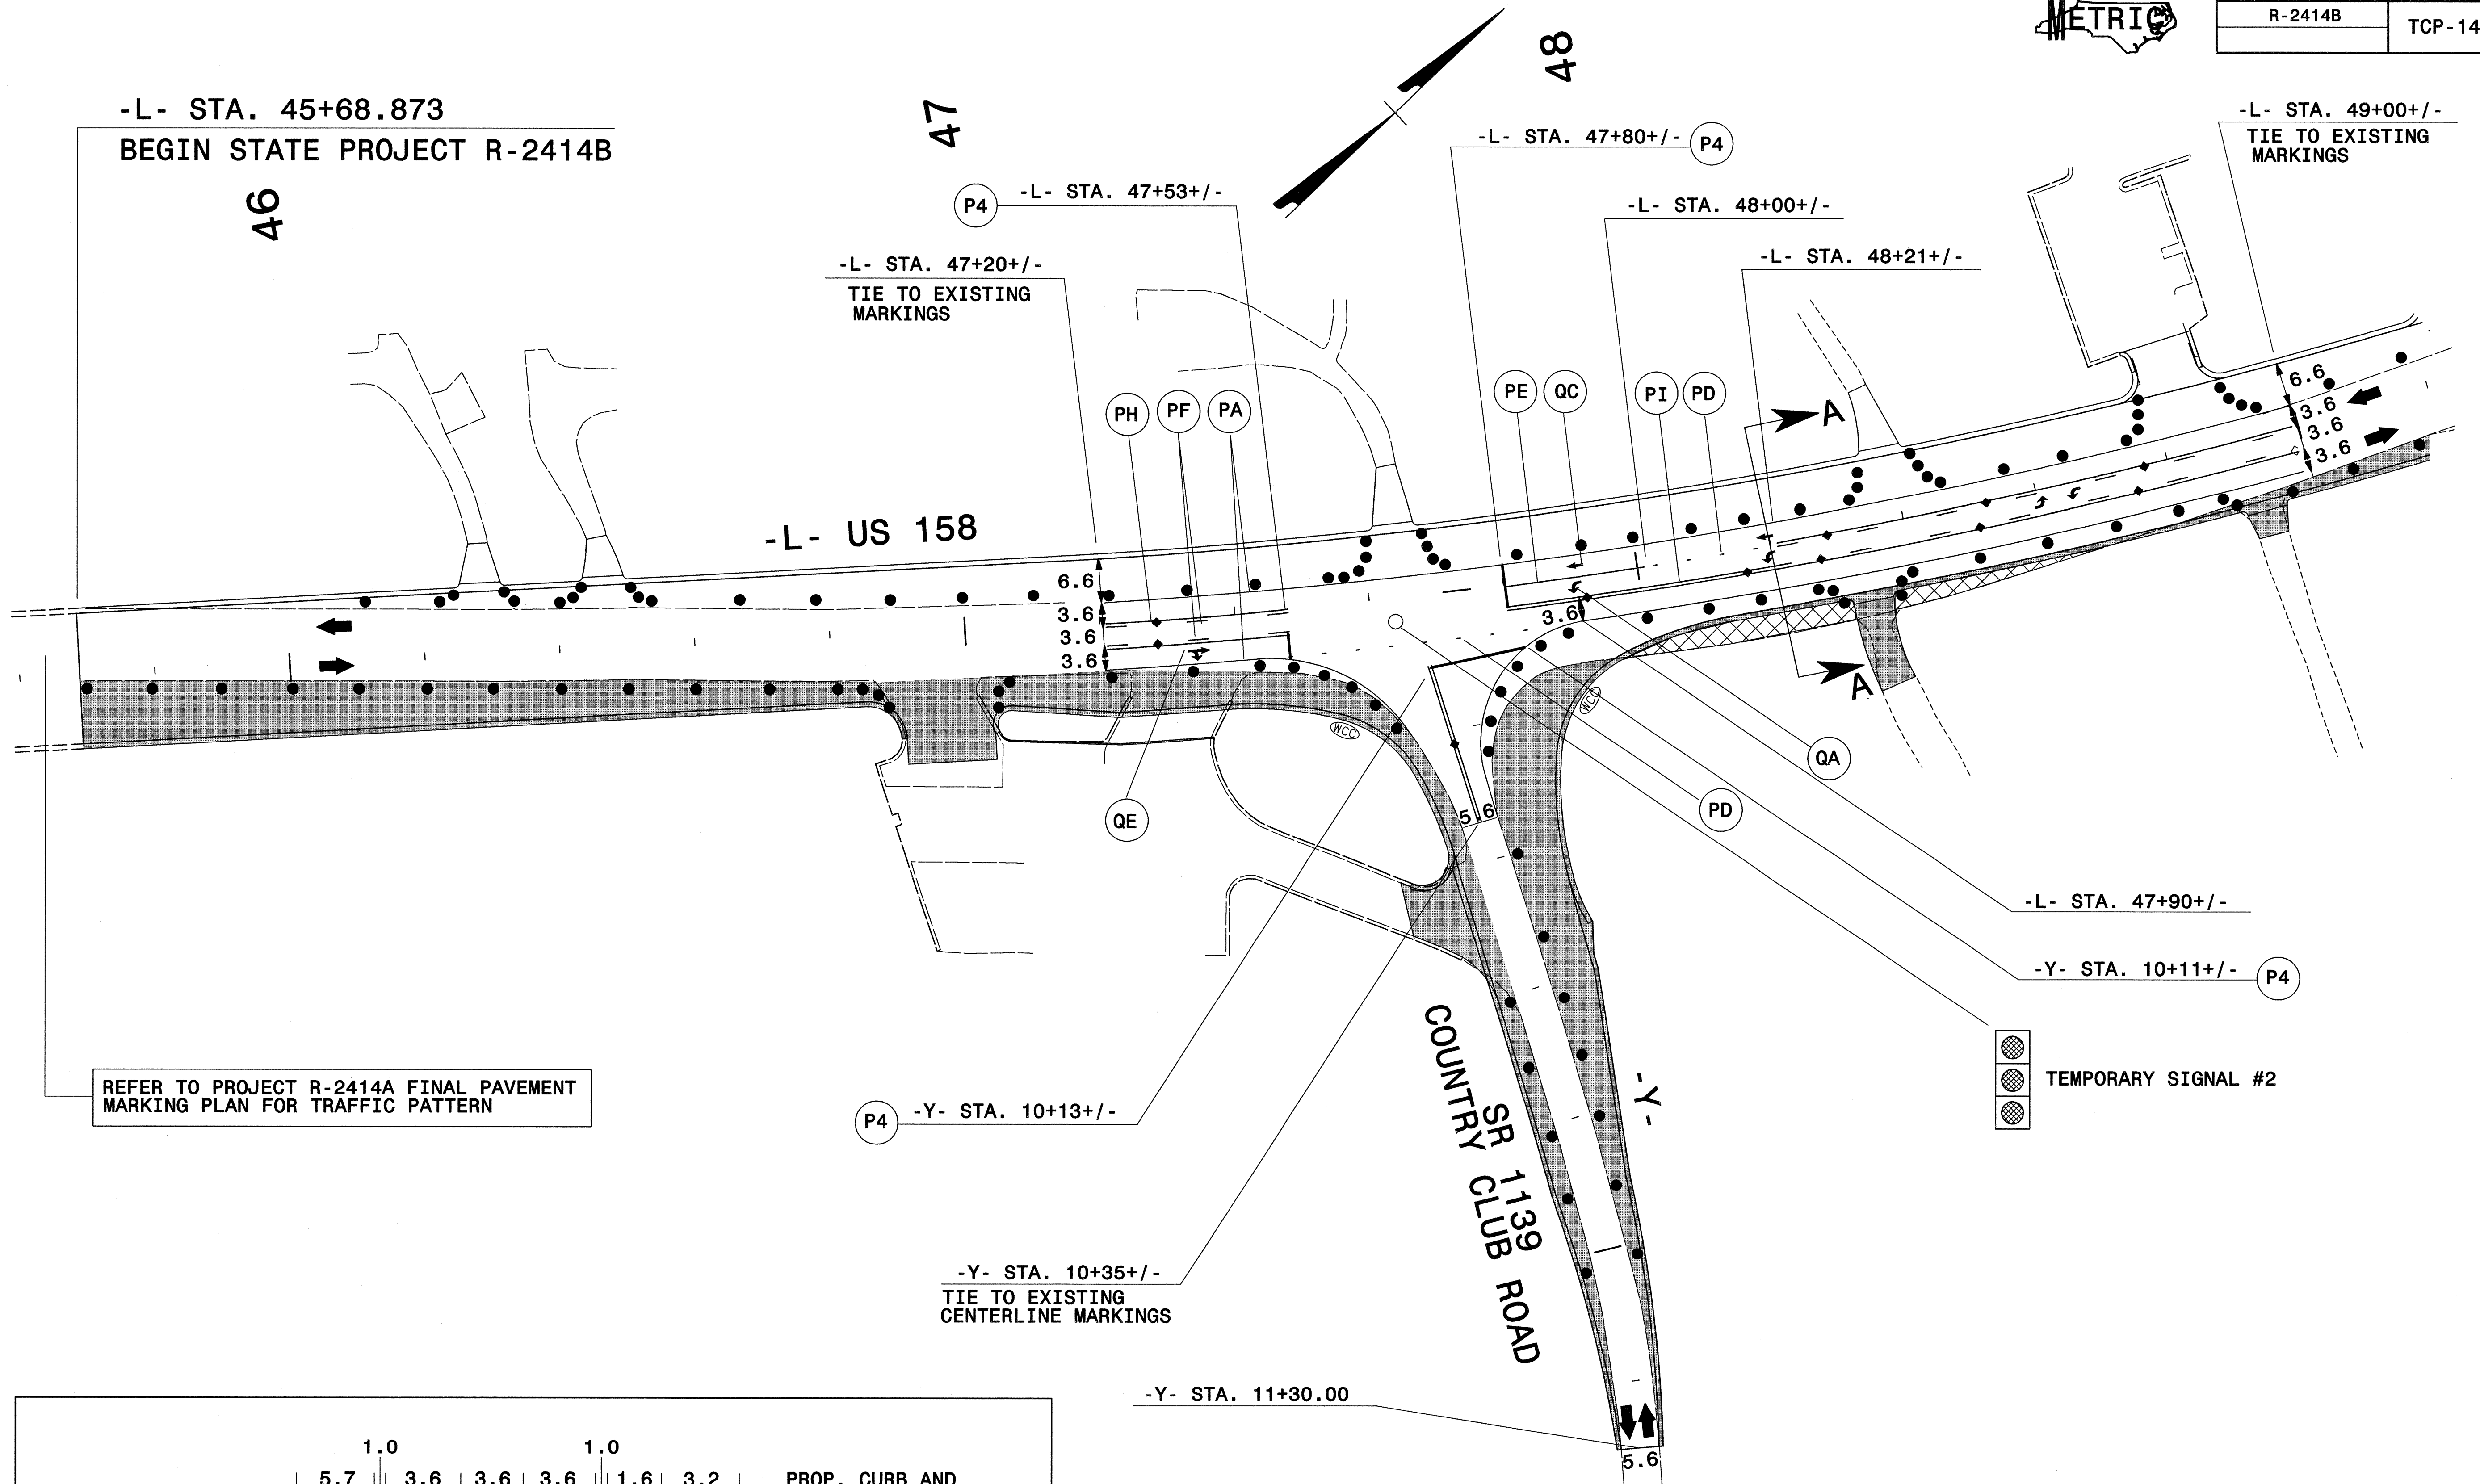 METRIC
R-2414B
TCP-14
-L- STA. 45+68.873
BEGIN STATE PROJECT R-2414B
46
47
48
-L- STA. 47+80+/-
P4
-L- STA. 49+00+/-
TIE TO EXISTING
MARKINGS
P4
-L- STA. 47+53+/-
-L- STA. 48+00+/-
-L- STA. 47+20+/-
TIE TO EXISTING
MARKINGS
-L- STA. 48+21+/-
PH
PF
PA
PE
QC
PI
PD
A
6.6
3.6
3.6
3.6
-L- US 158
6.6
3.6
3.6
3.6
3.6
A
WCC
WCC
QA
QE
PD
5.6
-L- STA. 47+90+/-
-Y- STA. 10+11+/-
P4
TEMPORARY SIGNAL #2
REFER TO PROJECT R-2414A FINAL PAVEMENT
MARKING PLAN FOR TRAFFIC PATTERN
P4
-Y- STA. 10+13+/-
-Y-
SR 1139
COUNTRY CLUB ROAD
-Y- STA. 10+35+/-
TIE TO EXISTING
CENTERLINE MARKINGS
-Y- STA. 11+30.00
5.6
1.0
1.0
5.7
3.6
3.6
3.6
1.6
3.2
PROP. CURB AND